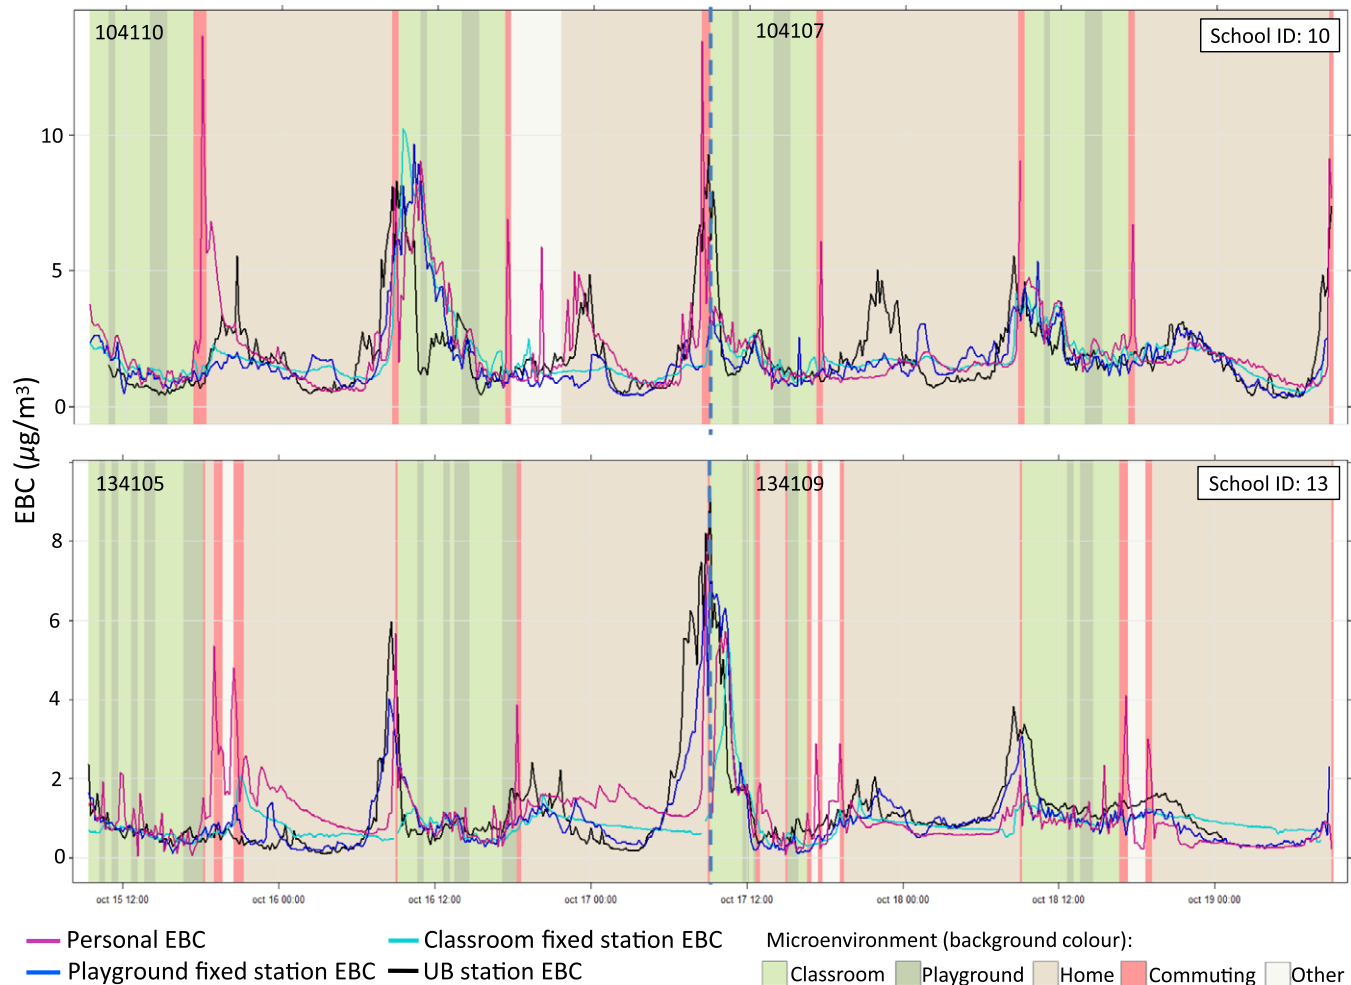 104110
104107
School ID: 10
10
5
0
EBC (µg/m3)
134105
134109
School ID: 13
8
6
4
2
0
oct 15 12:00 oct 16 00:00 oct 16 12:00 oct 17 00:00 oct 17 12:00 oct 18 00:00 oct 18 12:00 oct 19 00:00
Personal EBC Classroom fixed station EBC
Playground fixed station EBC UB station EBC
Microenvironment (background colour):
Classroom Playground Home Commuting Other